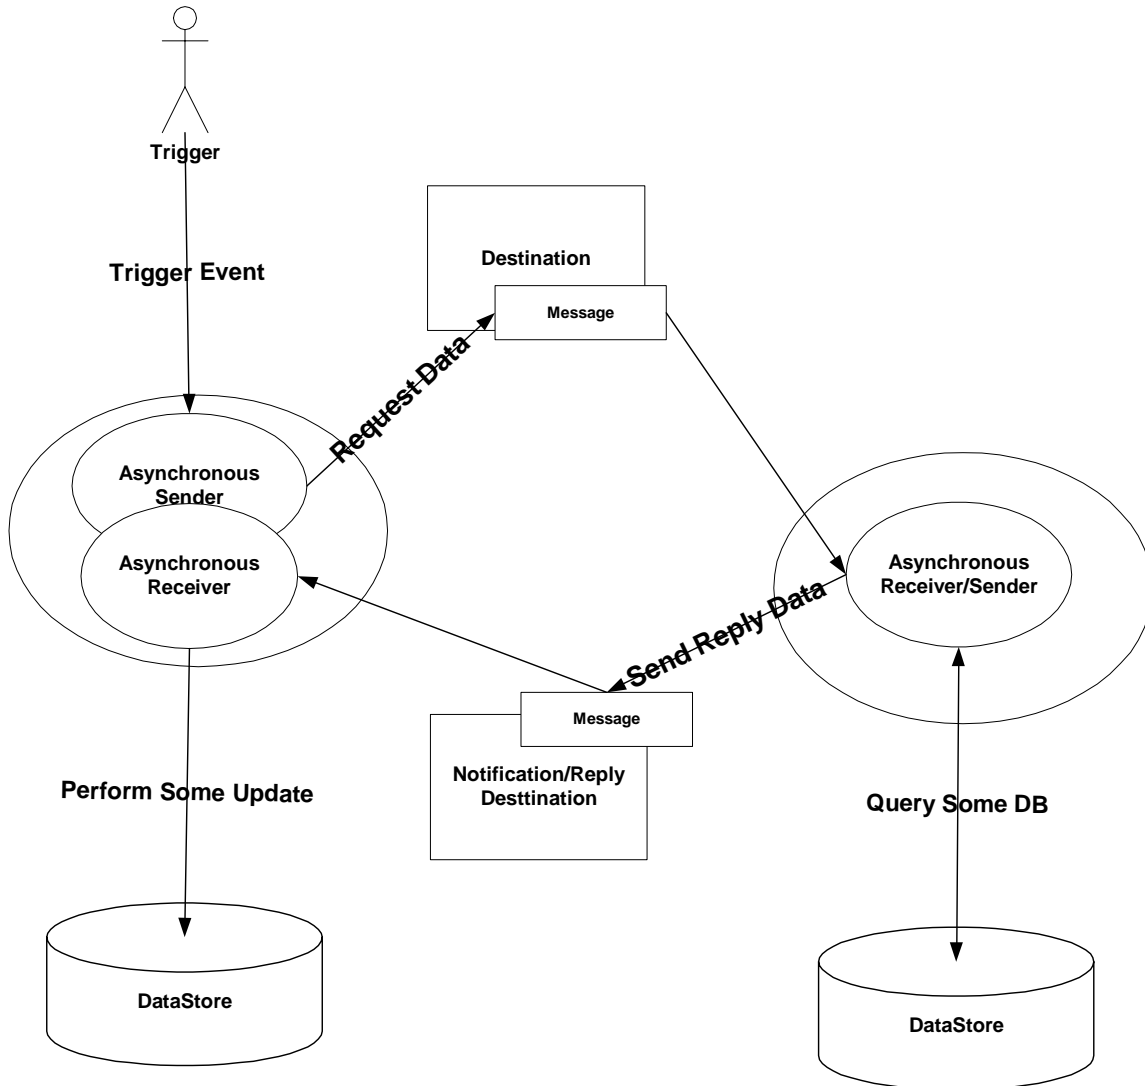 Trigger
Trigger Event
Destination
Message
Request Data
Asynchronous
Sender
Asynchronous
Receiver
Asynchronous
Receiver/Sender
Send Reply Data
Message
Notification/Reply
Desttination
Perform Some Update
Query Some DB
DataStore
DataStore